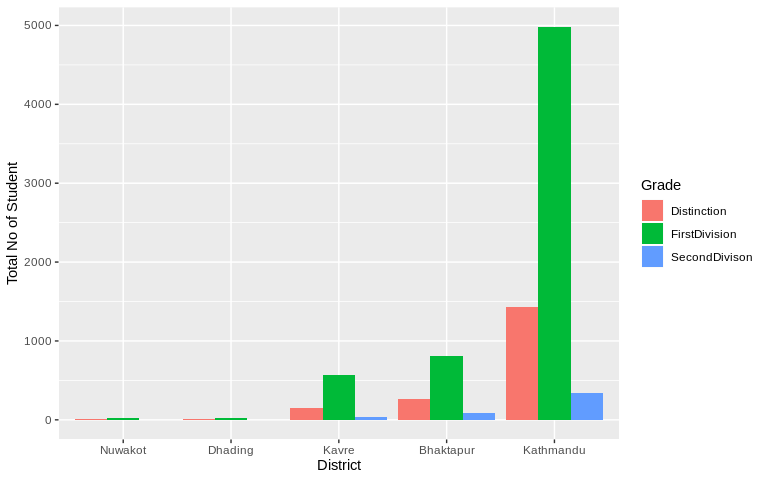 5000
4000
3000
2000
1000
0
Total No of Student
Nuwakot Dhading Kavre Bhaktapur Kathmandu
District
Grade
Distinction
FirstDivision
SecondDivison